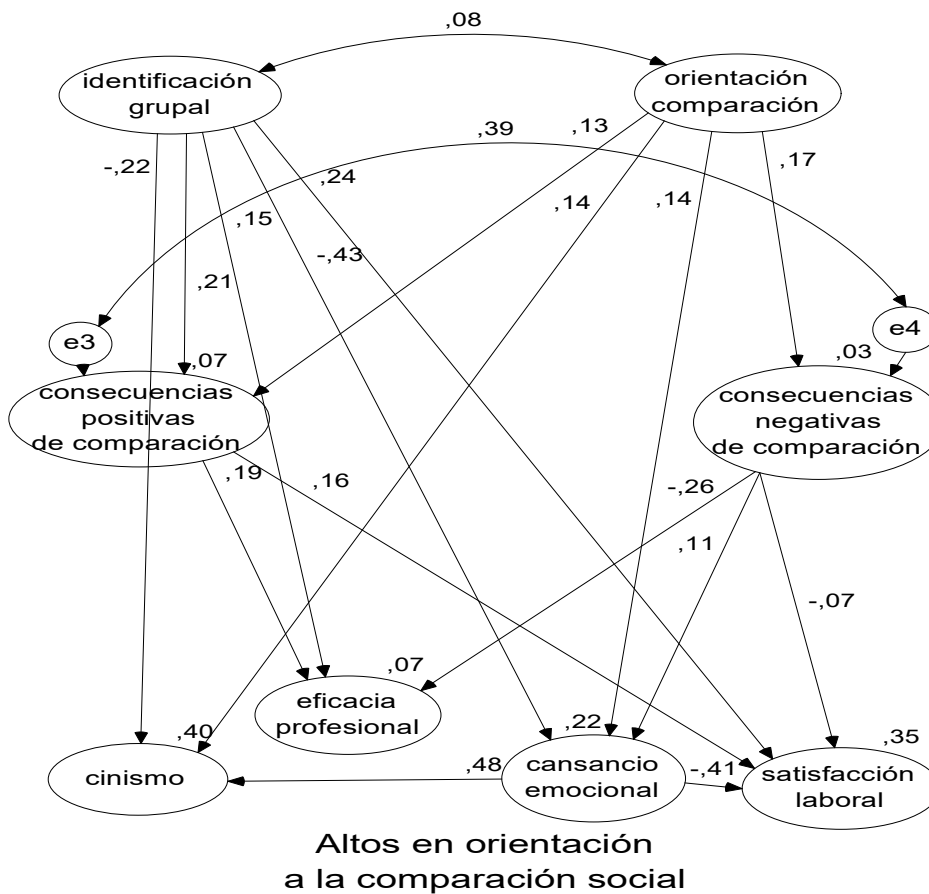 ,08
identificación
grupal
orientación
comparación
,39
,13
-,22
,24
,17
,15
,14
,14
-,43
,21
e3
e4
,07
,03
consecuencias
positivas
de comparación
consecuencias
negativas
de comparación
,19
,16
-,26
,11
-,07
,07
eficacia
profesional
,40
,22
,35
cinismo
,48
cansancio
emocional
-,41
satisfacción
laboral
Altos en orientación
a la comparación social